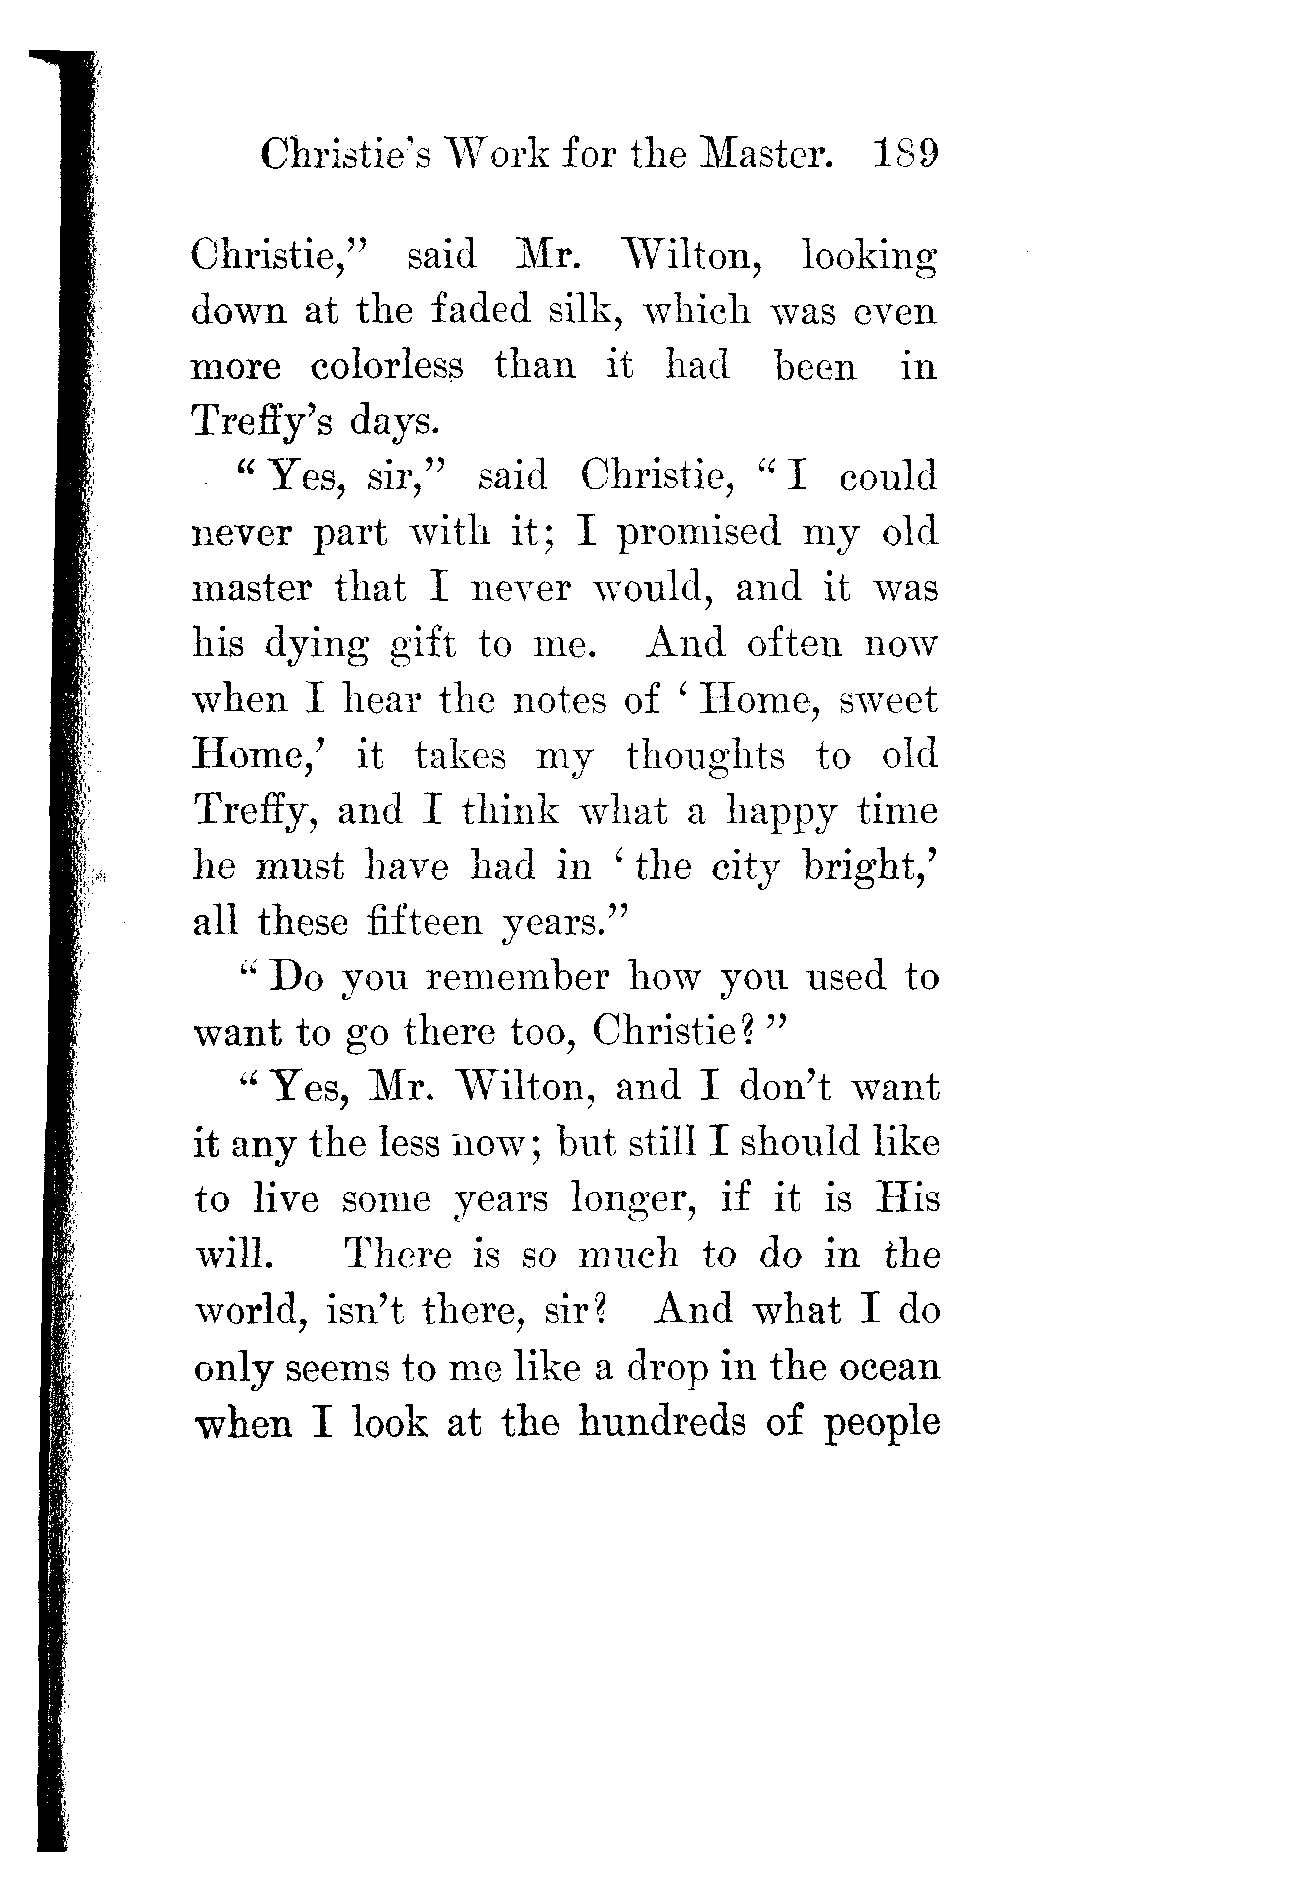 Christie's Work for the Master. 189
Christie,” said Mr. Wilton, looking
down at the faded silk, which was even
more colorless than it had been in
Treffy's days.
“ Yes, sir,” said Christie, “ I could
never part with it; I promised my old
master that I never would, and it was
his dying gift to me. And often now
when I hear the notes of ‘ Home, sweet
Home,’ it takes my thoughts to old
Treffy, and I think what a happy time
he must have had in ‘ the city bright,’
all these fifteen years.”
“ Do you remember how you used to
want to go there too, Christie? ”
“ Yes, Mr. Wilton, and I don't want
it any the less now; but still I should like
to live some years longer, if it is His
will. There is so much to do in the
world, isn't there, sir? And what I do
only seems to me like a drop in the ocean
when I look at the hundreds of people